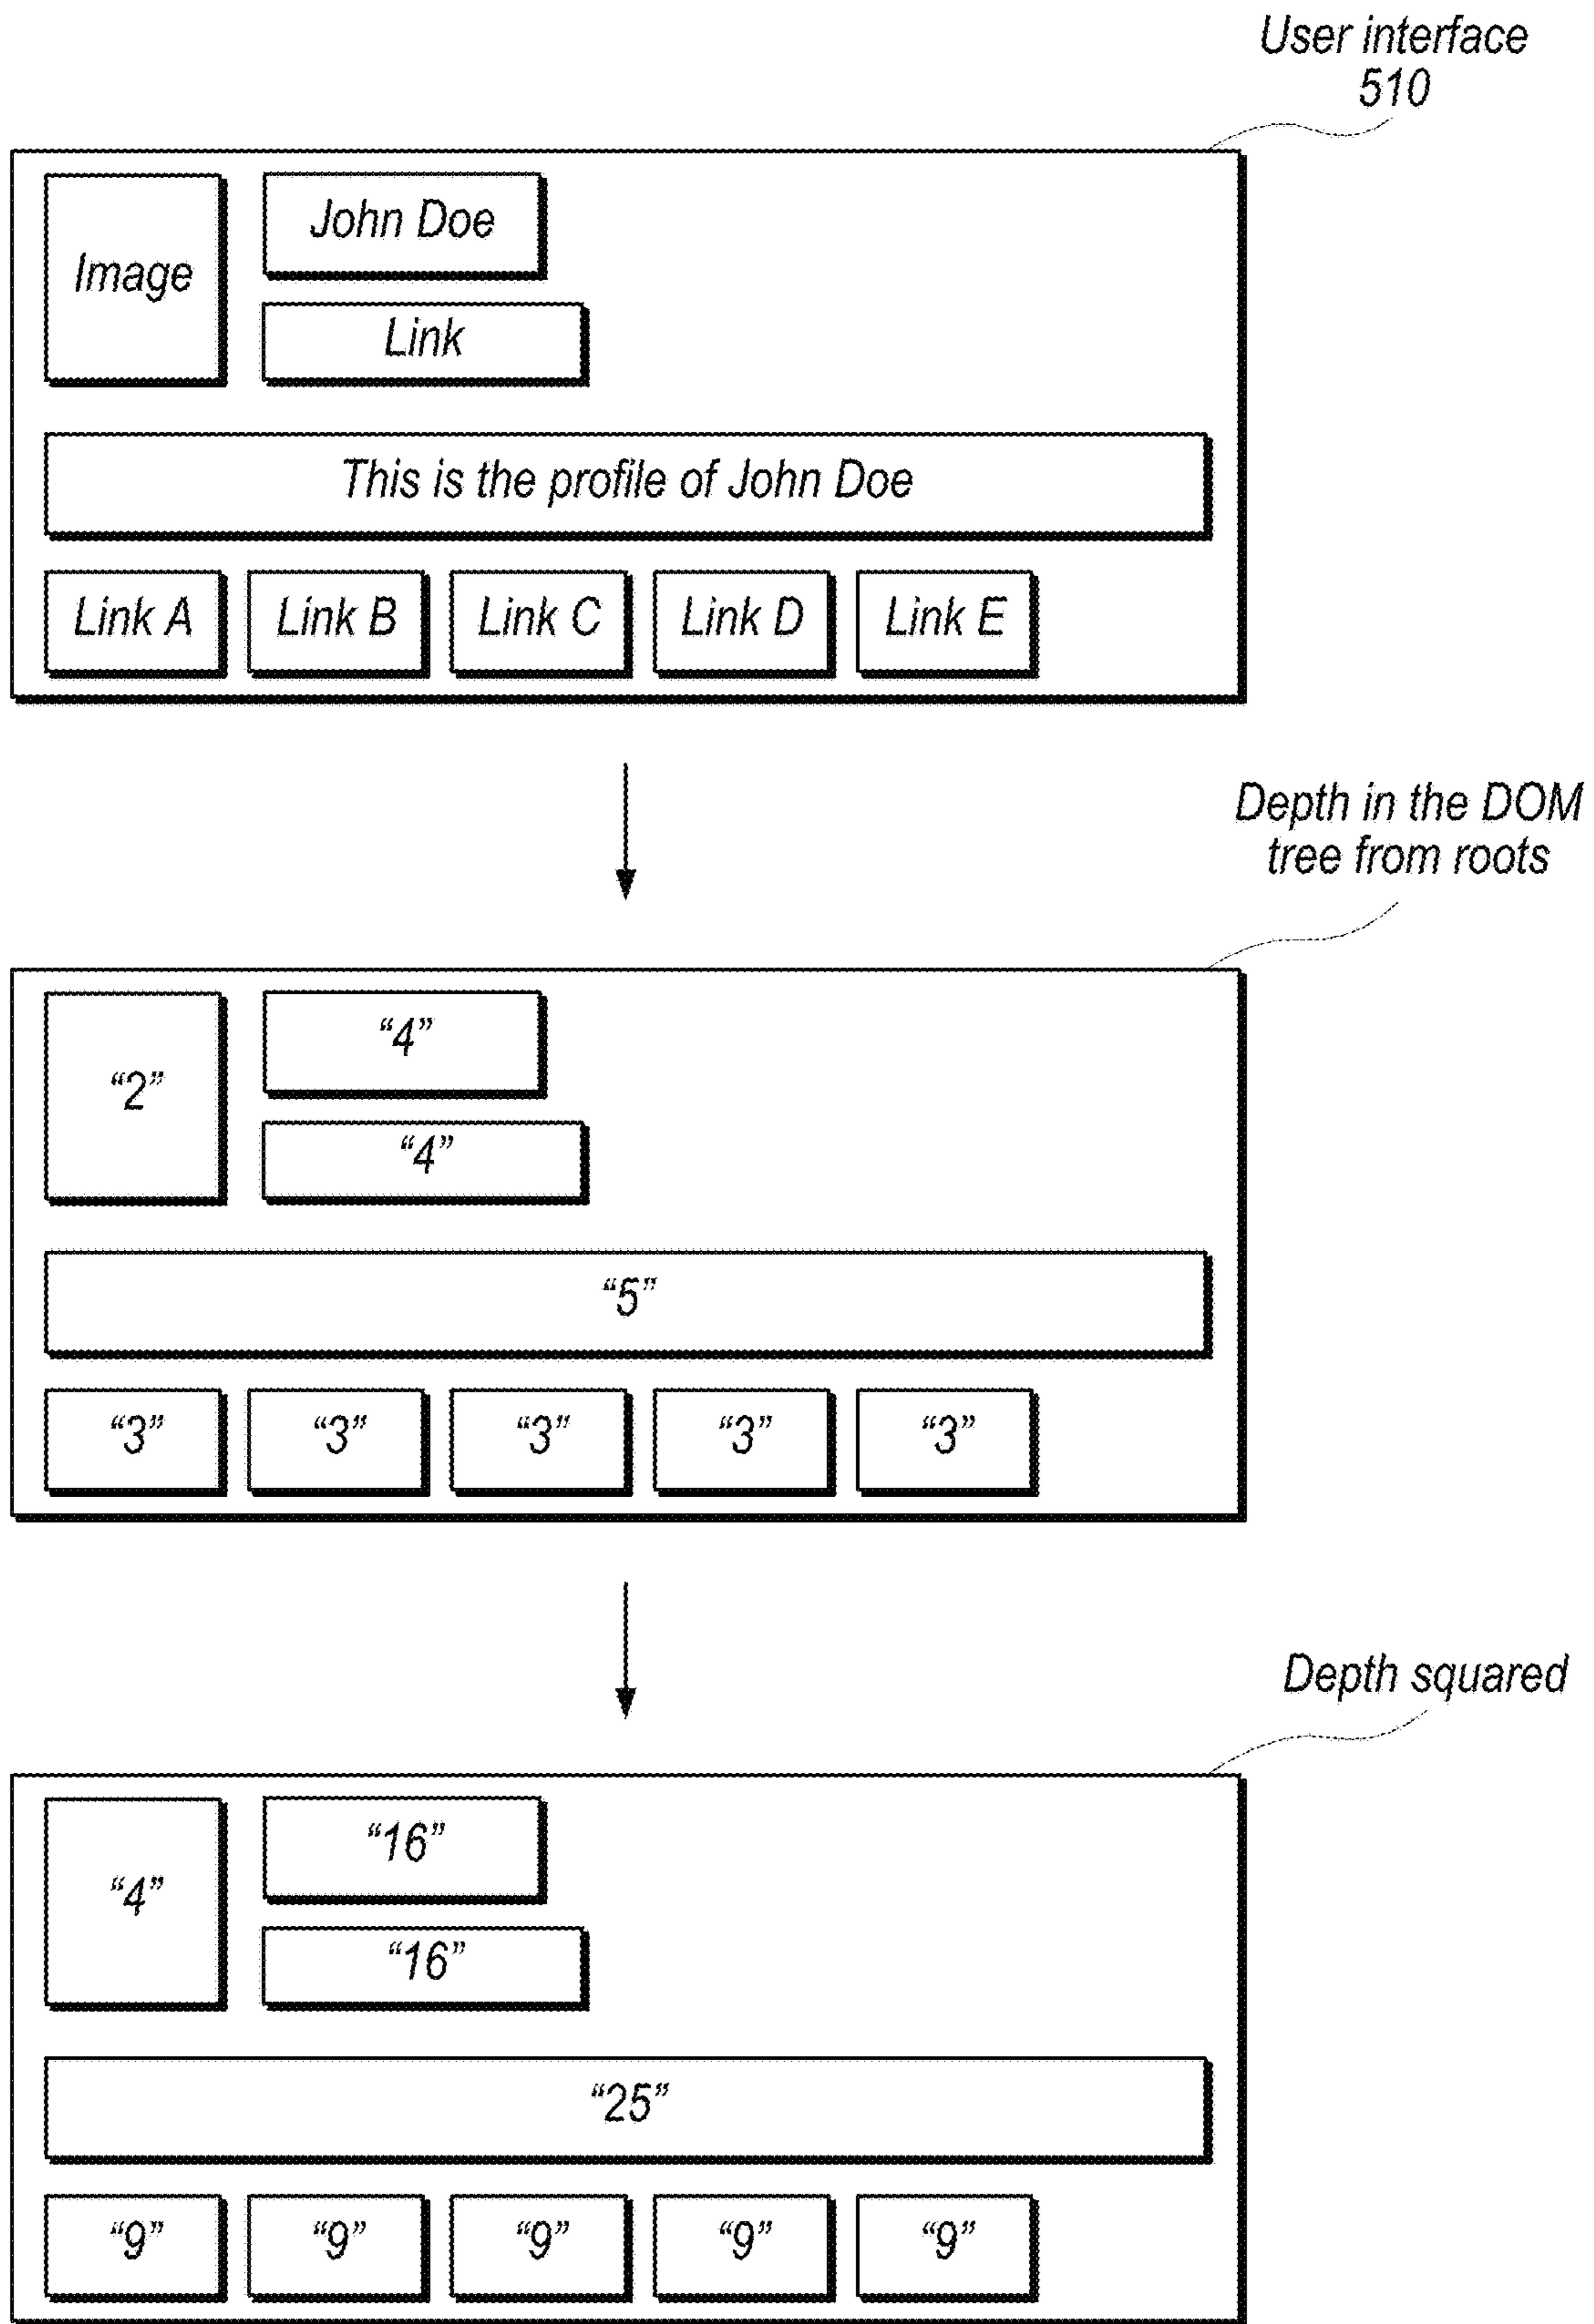 User interface
510
Image
John Doe
Link
This is the profile of John Doe
Link A Link B Link C Link D Link E
Depth in the DOM
tree from roots
“2”
“4”
“4”
“5”
“3” “3” “3” “3” “3”
Depth squared
“4”
“16”
“16”
“25”
“9” “9” “9” “9” “9”